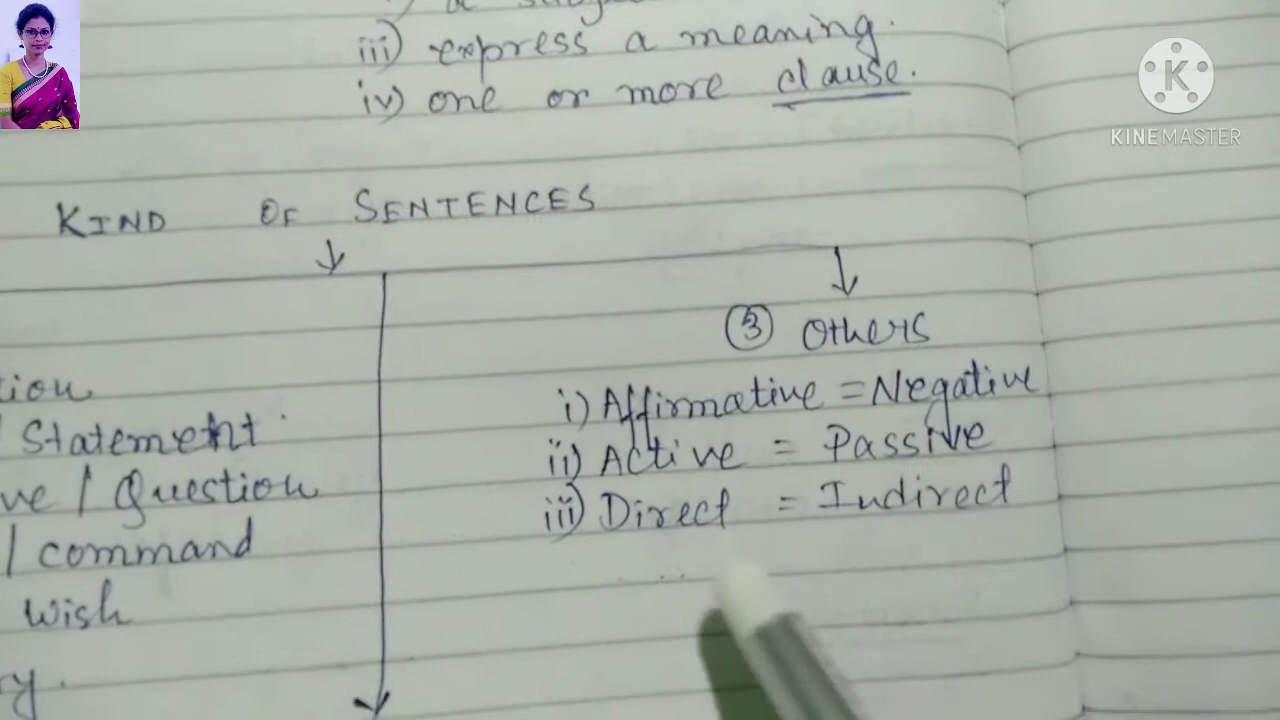 iii) express a meaning.
iv) one or more clause.
K
KINEMASTER
KIND OF SENTENCES
③ Others
i) Affirmative = Negative
ii) Active = Passive
iii) Direct = Indirect
tion
/ Statement
ve / Question
/ command
wish
ry.